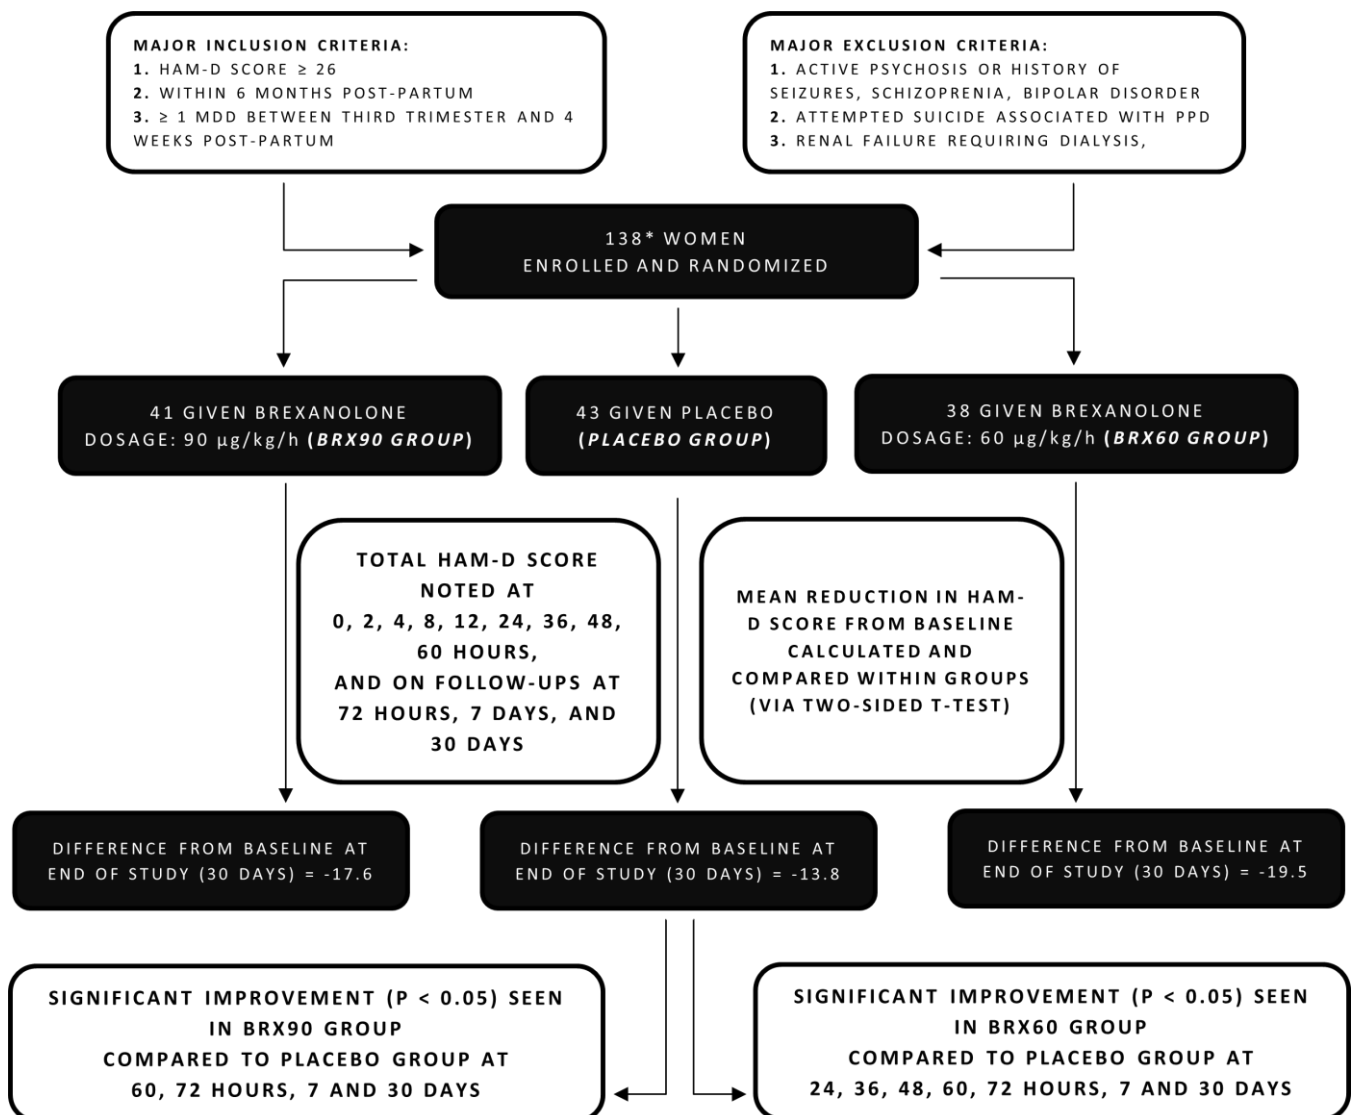 MAJOR INCLUSION CRITERIA:
1. HAM-D SCORE ≥ 26
2. WITHIN 6 MONTHS POST-PARTUM
3. ≥ 1 MDD BETWEEN THIRD TRIMESTER AND 4
WEEKS POST-PARTUM
MAJOR EXCLUSION CRITERIA:
1. ACTIVE PSYCHOSIS OR HISTORY OF
SEIZURES, SCHIZOPRENIA, BIPOLAR DISORDER
2. ATTEMPTED SUICIDE ASSOCIATED WITH PPD
3. RENAL FAILURE REQUIRING DIALYSIS,
138* WOMEN
ENROLLED AND RANDOMIZED
41 GIVEN BREXANOLONE
DOSAGE: 90 µg/kg/h (BRX90 GROUP)
43 GIVEN PLACEBO
(PLACEBO GROUP)
38 GIVEN BREXANOLONE
DOSAGE: 60 µg/kg/h (BRX60 GROUP)
TOTAL HAM-D SCORE
NOTED AT
0, 2, 4, 8, 12, 24, 36, 48,
60 HOURS,
AND ON FOLLOW-UPS AT
72 HOURS, 7 DAYS, AND
30 DAYS
MEAN REDUCTION IN HAM-
D SCORE FROM BASELINE
CALCULATED AND
COMPARED WITHIN GROUPS
(VIA TWO-SIDED T-TEST)
DIFFERENCE FROM BASELINE AT
END OF STUDY (30 DAYS) = -17.6
DIFFERENCE FROM BASELINE AT
END OF STUDY (30 DAYS) = -13.8
DIFFERENCE FROM BASELINE AT
END OF STUDY (30 DAYS) = -19.5
SIGNIFICANT IMPROVEMENT (P < 0.05) SEEN
IN BRX90 GROUP
COMPARED TO PLACEBO GROUP AT
60, 72 HOURS, 7 AND 30 DAYS
SIGNIFICANT IMPROVEMENT (P < 0.05) SEEN
IN BRX60 GROUP
COMPARED TO PLACEBO GROUP AT
24, 36, 48, 60, 72 HOURS, 7 AND 30 DAYS